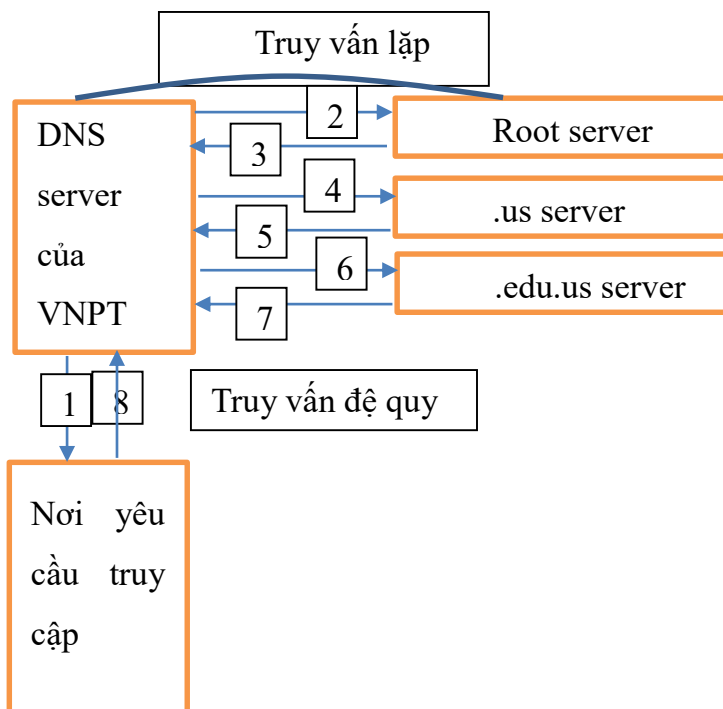 Truy vấn lặp
DNS
server
của
VNPT
2
3
4
5
6
7
Root server
.us server
.edu.us server
1
8
Truy vấn đệ quy
Nơi yêu
cầu truy
cập